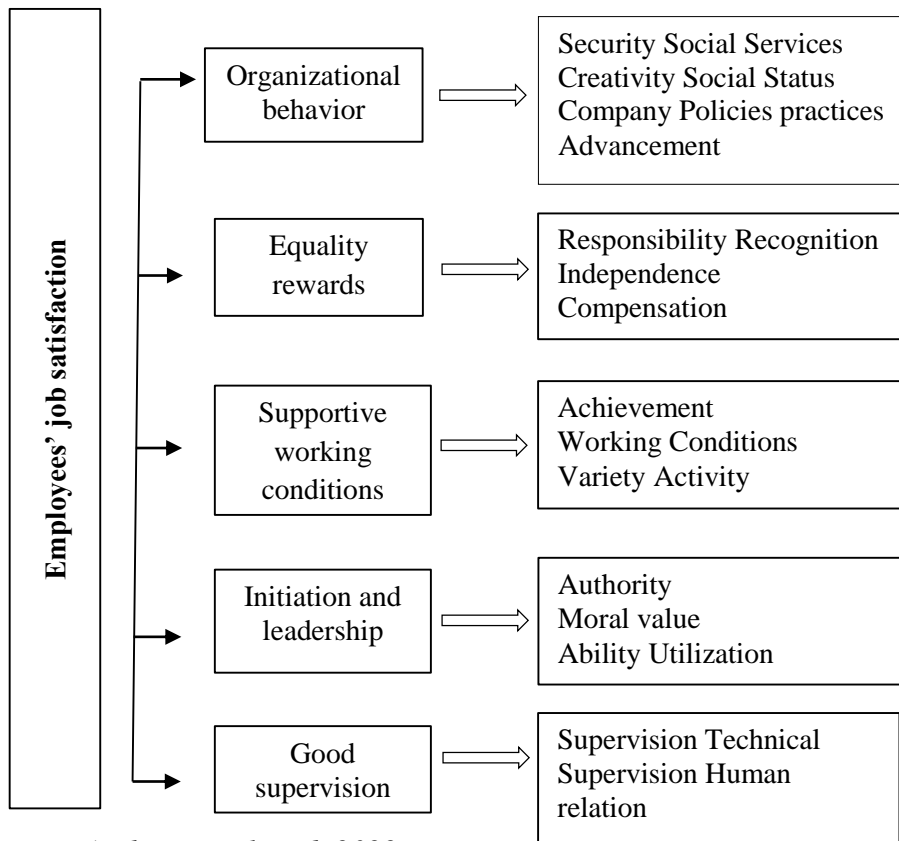 Employees' job satisfaction
Organizational
behavior
Security Social Services
Creativity Social Status
Company Policies practices
Advancement
Equality
rewards
Responsibility Recognition
Independence
Compensation
Supportive
working
conditions
Achievement
Working Conditions
Variety Activity
Initiation and
leadership
Authority
Moral value
Ability Utilization
Good
supervision
Supervision Technical
Supervision Human
relation